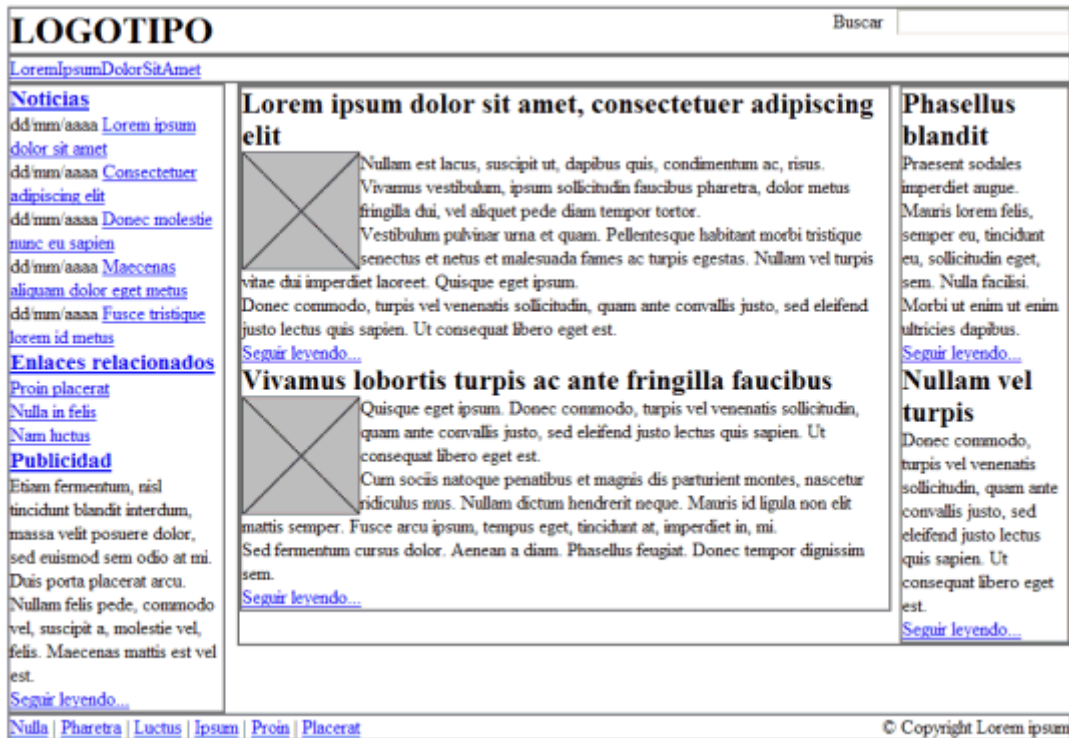 LOGOTIPO
Buscar
LoremIpsumDolorSitAmet
Noticias
dd/mm/aaaa Lorem ipsum
dolor sit amet
dd/mm/aaaa Consectetuer
adipiscing elit
dd/mm/aaaa Donec molestie
nunc eu sapien
dd/mm/aaaa Maecenas
aliquam dolor eget metus
dd/mm/aaaa Fusce tristique
lorem id metus
Enlaces relacionados
Proin placerat
Nulla in felis
Nam luctus
Publicidad
Etiam fermentum, nisl
tincidunt blandit interdum,
massa velit posuere dolor,
sed euismod sem odio at mi.
Duis porta placerat arcu.
Nullam felis pede, commodo
vel, suscipit a, molestie vel,
felis. Maecenas mattis est vel
est.
Seguir leyendo...
Lorem ipsum dolor sit amet, consectetuer adipiscing
elit
Nullam est lacus, suscipit ut, dapibus quis, condimentum ac, risus.
Vivamus vestibulum, ipsum sollicitudin faucibus pharetra, dolor metus
fringilla dui, vel aliquet pede diam tempor tortor.
Vestibulum pulvinar urna et quam. Pellentesque habitant morbi tristique
senectus et netus et malesuada fames ac turpis egestas. Nullam vel turpis
vitae dui imperdiet laoreet. Quisque eget ipsum.
Donec commodo, turpis vel venenatis sollicitudin, quam ante convallis justo, sed eleifend
justo lectus quis sapien. Ut consequat libero eget est.
Seguir leyendo...
Vivamus lobortis turpis ac ante fringilla faucibus
Quisque eget ipsum. Donec commodo, turpis vel venenatis sollicitudin,
quam ante convallis justo, sed eleifend justo lectus quis sapien. Ut
consequat libero eget est.
Cum sociis natoque penatibus et magnis dis parturient montes, nascetur
ridiculus mus. Nullam dictum hendrerit neque. Mauris id ligula non elit
mattis semper. Fusce arcu ipsum, tempus eget, tincidunt at, imperdiet in, mi.
Sed fermentum cursus dolor. Aenean a diam. Phasellus feugiat. Donec tempor dignissim
sem.
Seguir leyendo...
Phasellus
blandit
Praesent sodales
imperdiet augue.
Mauris lorem felis,
semper eu, tincidunt
eu, sollicitudin eget,
sem. Nulla facilisi.
Morbi ut enim ut enim
ultricies dapibus.
Seguir leyendo...
Nullam vel
turpis
Donec commodo,
turpis vel venenatis
sollicitudin, quam ante
convallis justo, sed
eleifend justo lectus
quis sapien. Ut
consequat libero eget
est.
Seguir leyendo...
Nulla | Pharetra | Luctus | Ipsum | Proin | Placerat
© Copyright Lorem ipsum